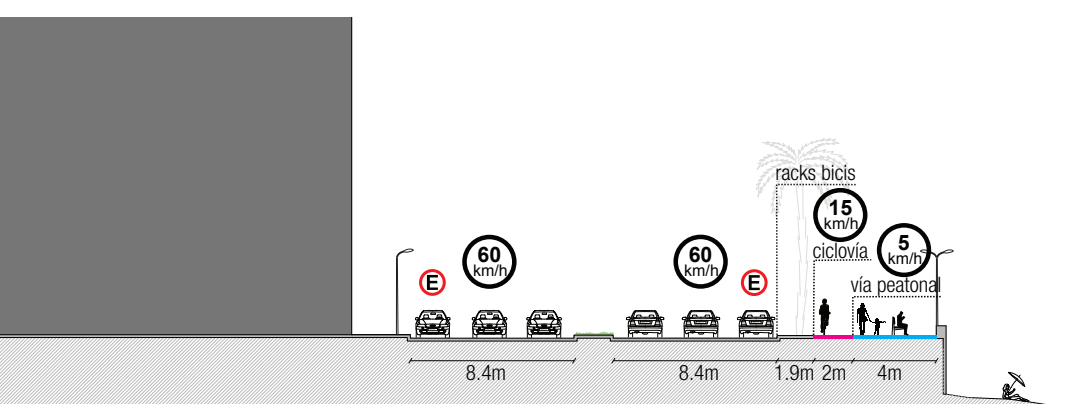 racks bicis
15
km/h
5
km/h
ciclovía
vía peatonal
60
km/h
60
km/h
E
E
8.4m
8.4m
1.9m
2m
4m